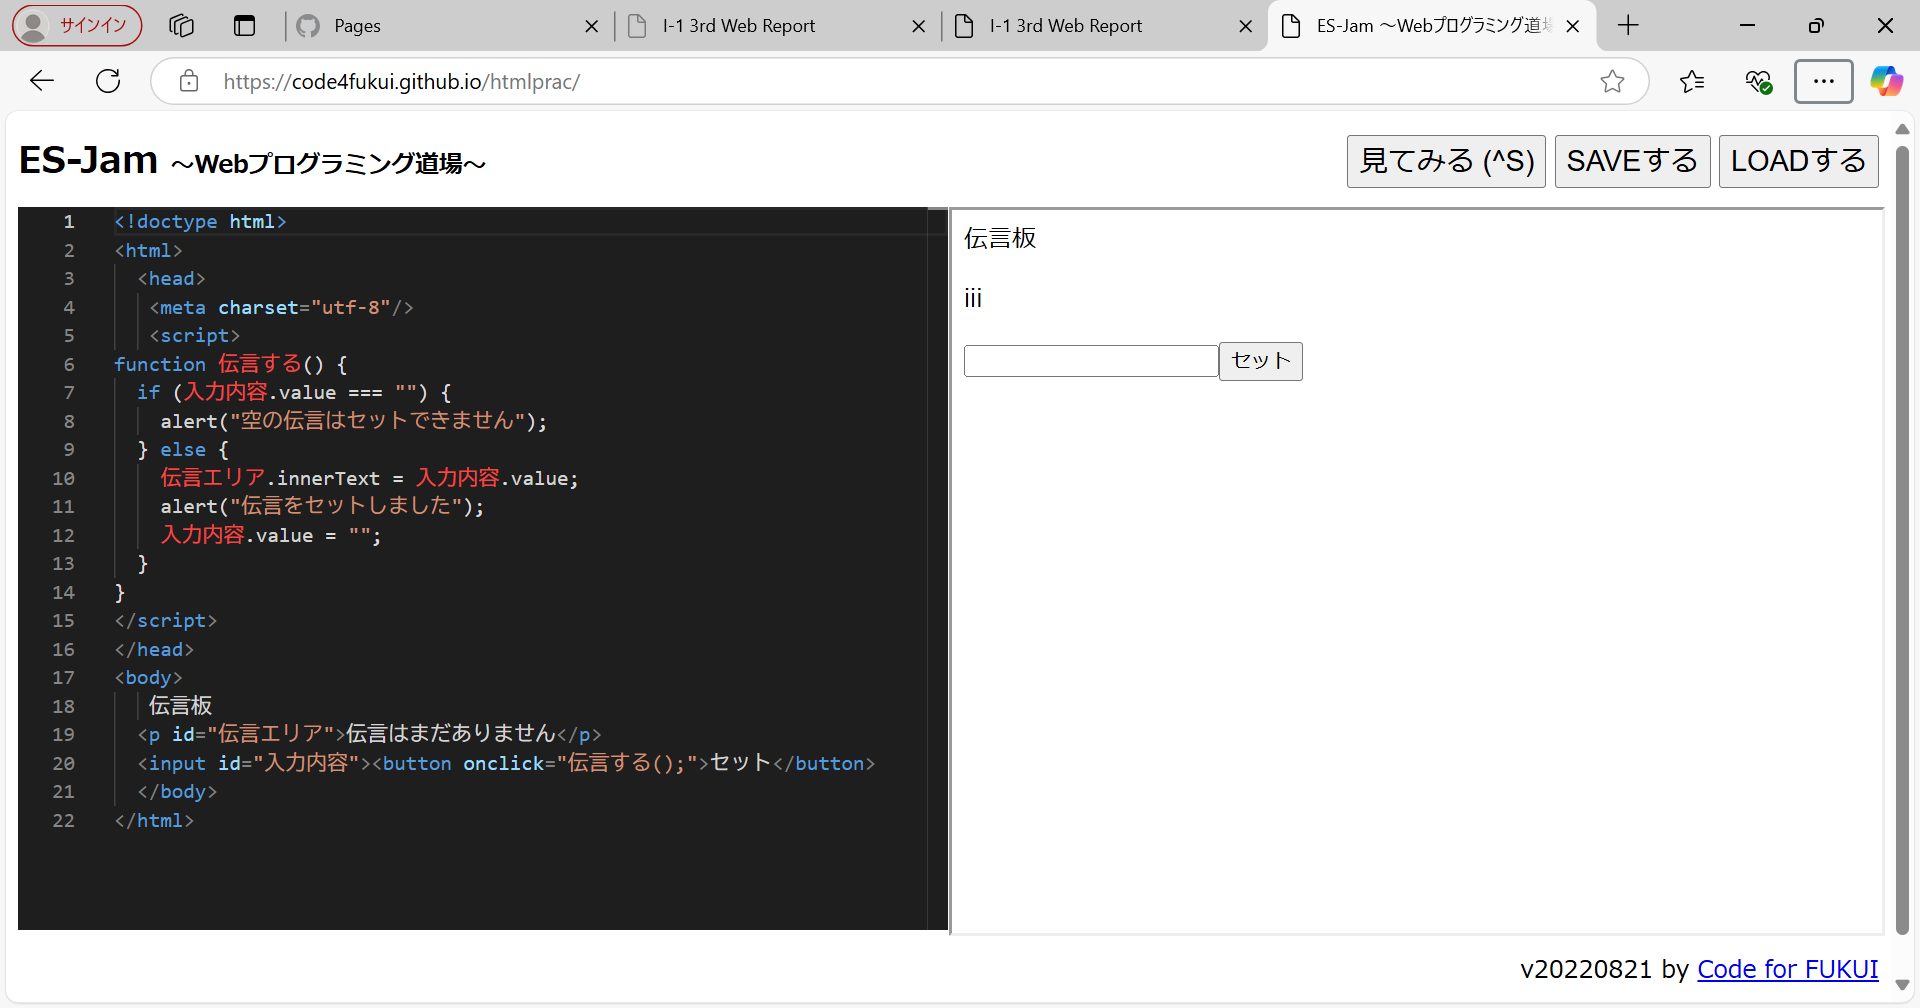 サインイン
Pages
I-1 3rd Web Report
I-1 3rd Web Report
ES-Jam ～Webプログラミング道場
https://code4fukui.github.io/htmlprac/
ES-Jam ～Webプログラミング道場～
見てみる (^S)
SAVEする
LOADする
1 <!doctype html>
2 <html>
3 <head>
4 <meta charset="utf-8"/>
5 <script>
6 function 伝言する() {
7 if (入力内容.value === "") {
8 alert("空の伝言はセットできません");
9 } else {
10 伝言エリア.innerText = 入力内容.value;
11 alert("伝言をセットしました");
12 入力内容.value = "";
13 }
14 }
15 </script>
16 </head>
17 <body>
18 伝言板
19 <p id="伝言エリア">伝言はまだありません</p>
20 <input id="入力内容"><button onclick="伝言する();">セット</button>
21 </body>
22 </html>
伝言板
iii
セット
v20220821 by Code for FUKUI